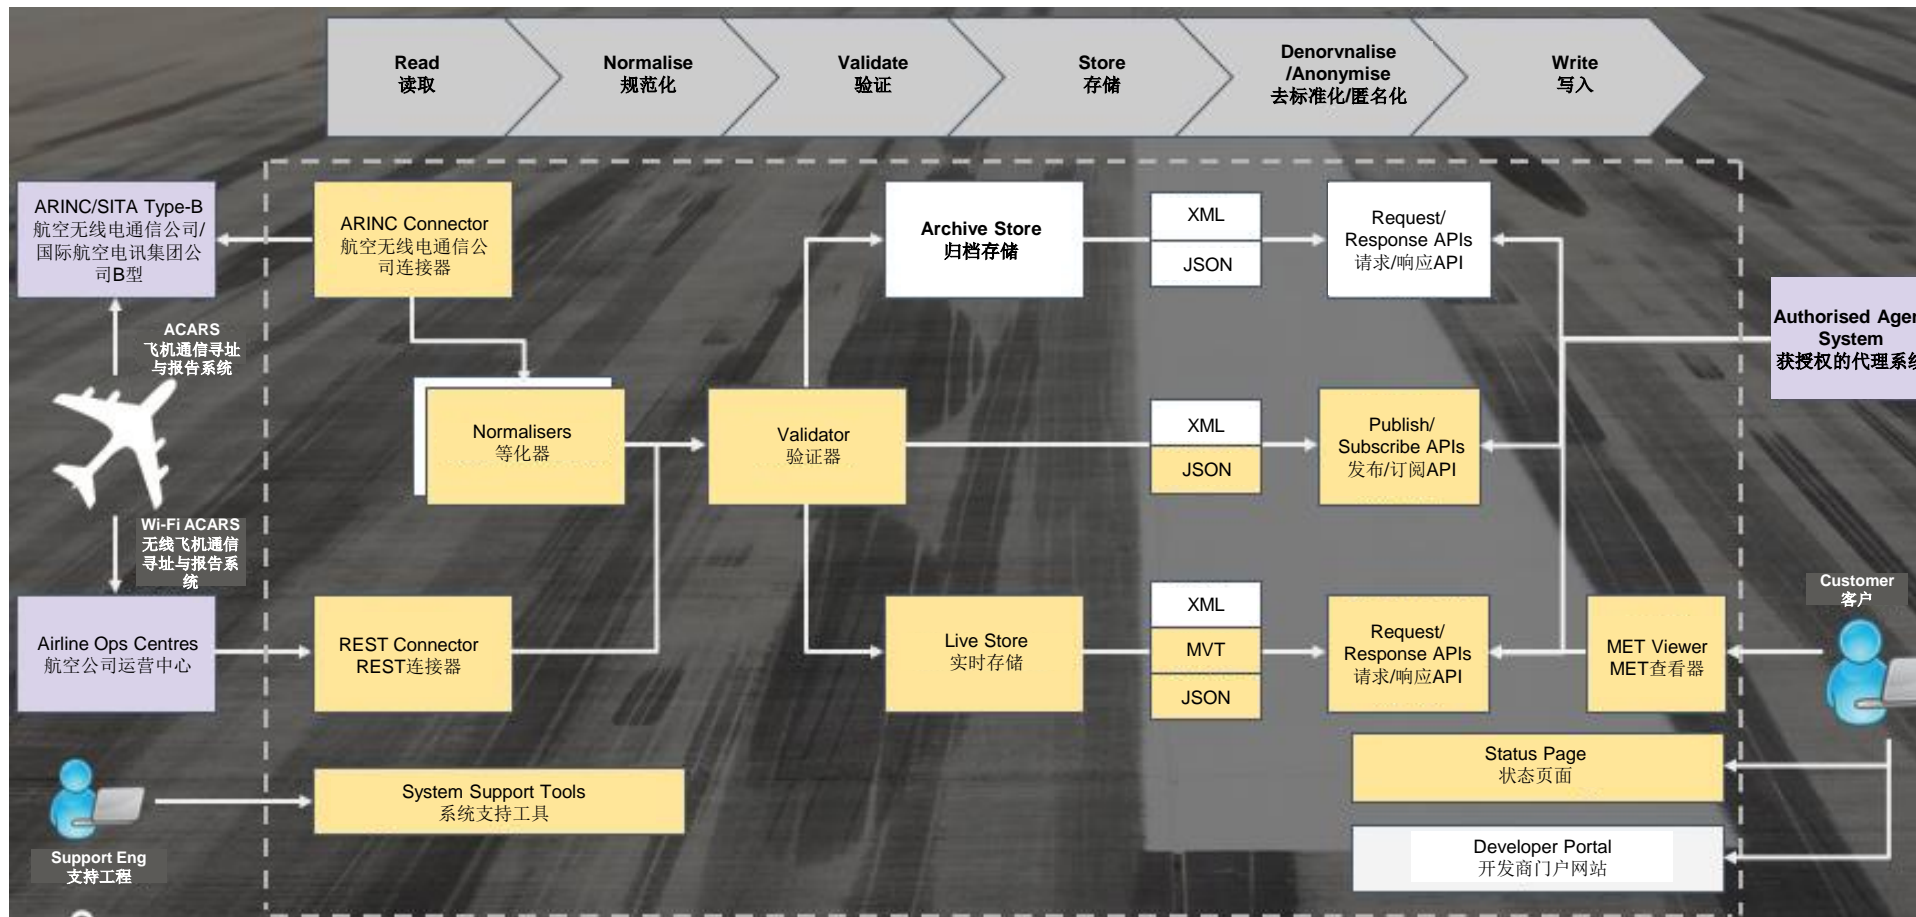 Read
读取
Normalise
规范化
Validate
验证
Store
存储
Denorvnalise
/Anonymise
去标准化/匿名化
Write
写入
ARINC/SITA Type-B
航空无线电通信公司/
国际航空电讯集团公
司B型
ARINC Connector
航空无线电通信公
司连接器
Archive Store
归档存储
XML
JSON
Request/
Response APIs
请求/响应API
Authorised Agen
System
获授权的代理系统
ACARS
飞机通信寻址
与报告系统
Normalisers
等化器
Validator
验证器
XML
JSON
Publish/
Subscribe APIs
发布/订阅API
Wi-Fi ACARS
无线飞机通信
寻址与报告系
统
Airline Ops Centres
航空公司运营中心
REST Connector
REST连接器
Live Store
实时存储
XML
MVT
JSON
Request/
Response APIs
请求/响应API
MET Viewer
MET查看器
Customer
客户
System Support Tools
系统支持工具
Status Page
状态页面
Support Eng
支持工程
Developer Portal
开发商门户网站